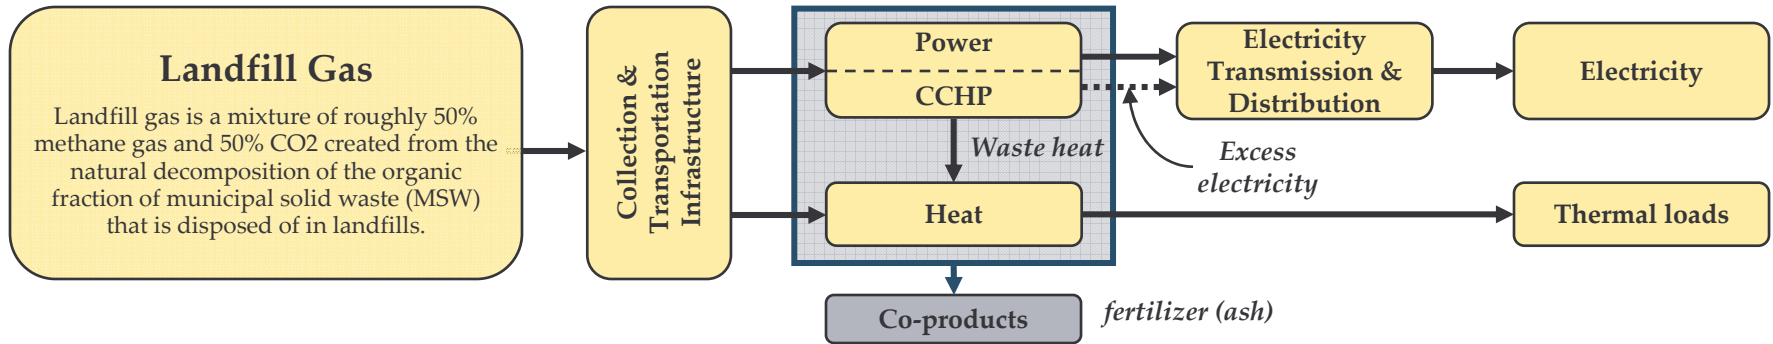 Landfill Gas
Landfill gas is a mixture of roughly 50%
methane gas and 50% CO2 created from the
natural decomposition of the organic
fraction of municipal solid waste (MSW)
that is disposed of in landfills.
Collection &
Transportation
Infrastructure
Power
CCHP
Waste heat
Heat
Excess
electricity
Electricity
Transmission &
Distribution
Electricity
Thermal loads
Co-products
fertilizer (ash)